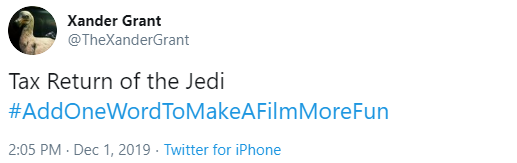 Xander Grant
@TheXanderGrant
Tax Return of the Jedi
#AddOneWordToMakeAFilmMoreFun
2:05 PM · Dec 1, 2019 · Twitter for iPhone